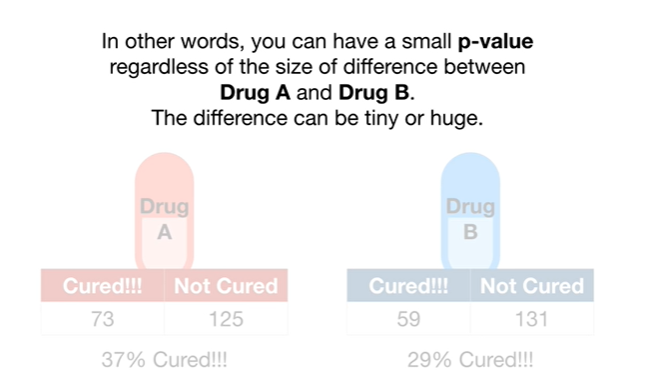 In other words, you can have a small p-value
regardless of the size of difference between
Drug A and Drug B.
The difference can be tiny or huge.
Drug
A
Cured!!! Not Cured
73 125
37% Cured!!!
Drug
B
Cured!!! Not Cured
59 131
29% Cured!!!